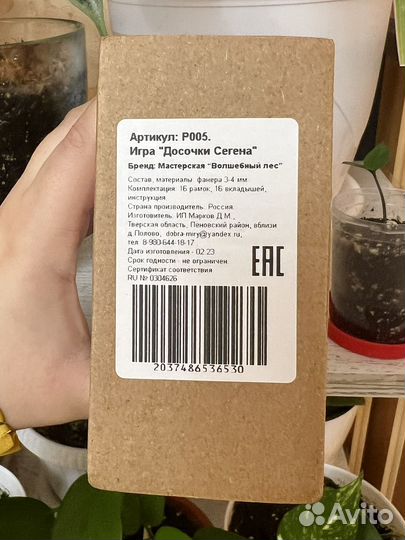 Артикул: P005.
Игра "Досочки Сегена"
Бренд: Мастерская "Волшебный лес"
Состав, материалы: фанера 3-4 мм
Комплектация: 16 рамок, 16 вкладышей,
инструкция.
Страна производитель: Россия.
Изготовитель: ИП Марков Д.М.,
Тверская область, Пеновский район, вблизи
д.Полово, dobra-miry@yandex.ru,
тел. 8-980-644-18-17
Дата изготовления - 02.23
Срок годности - не ограничен.
Сертификат соответствия
RU № 0304626
EAC
2037486536530
Avito